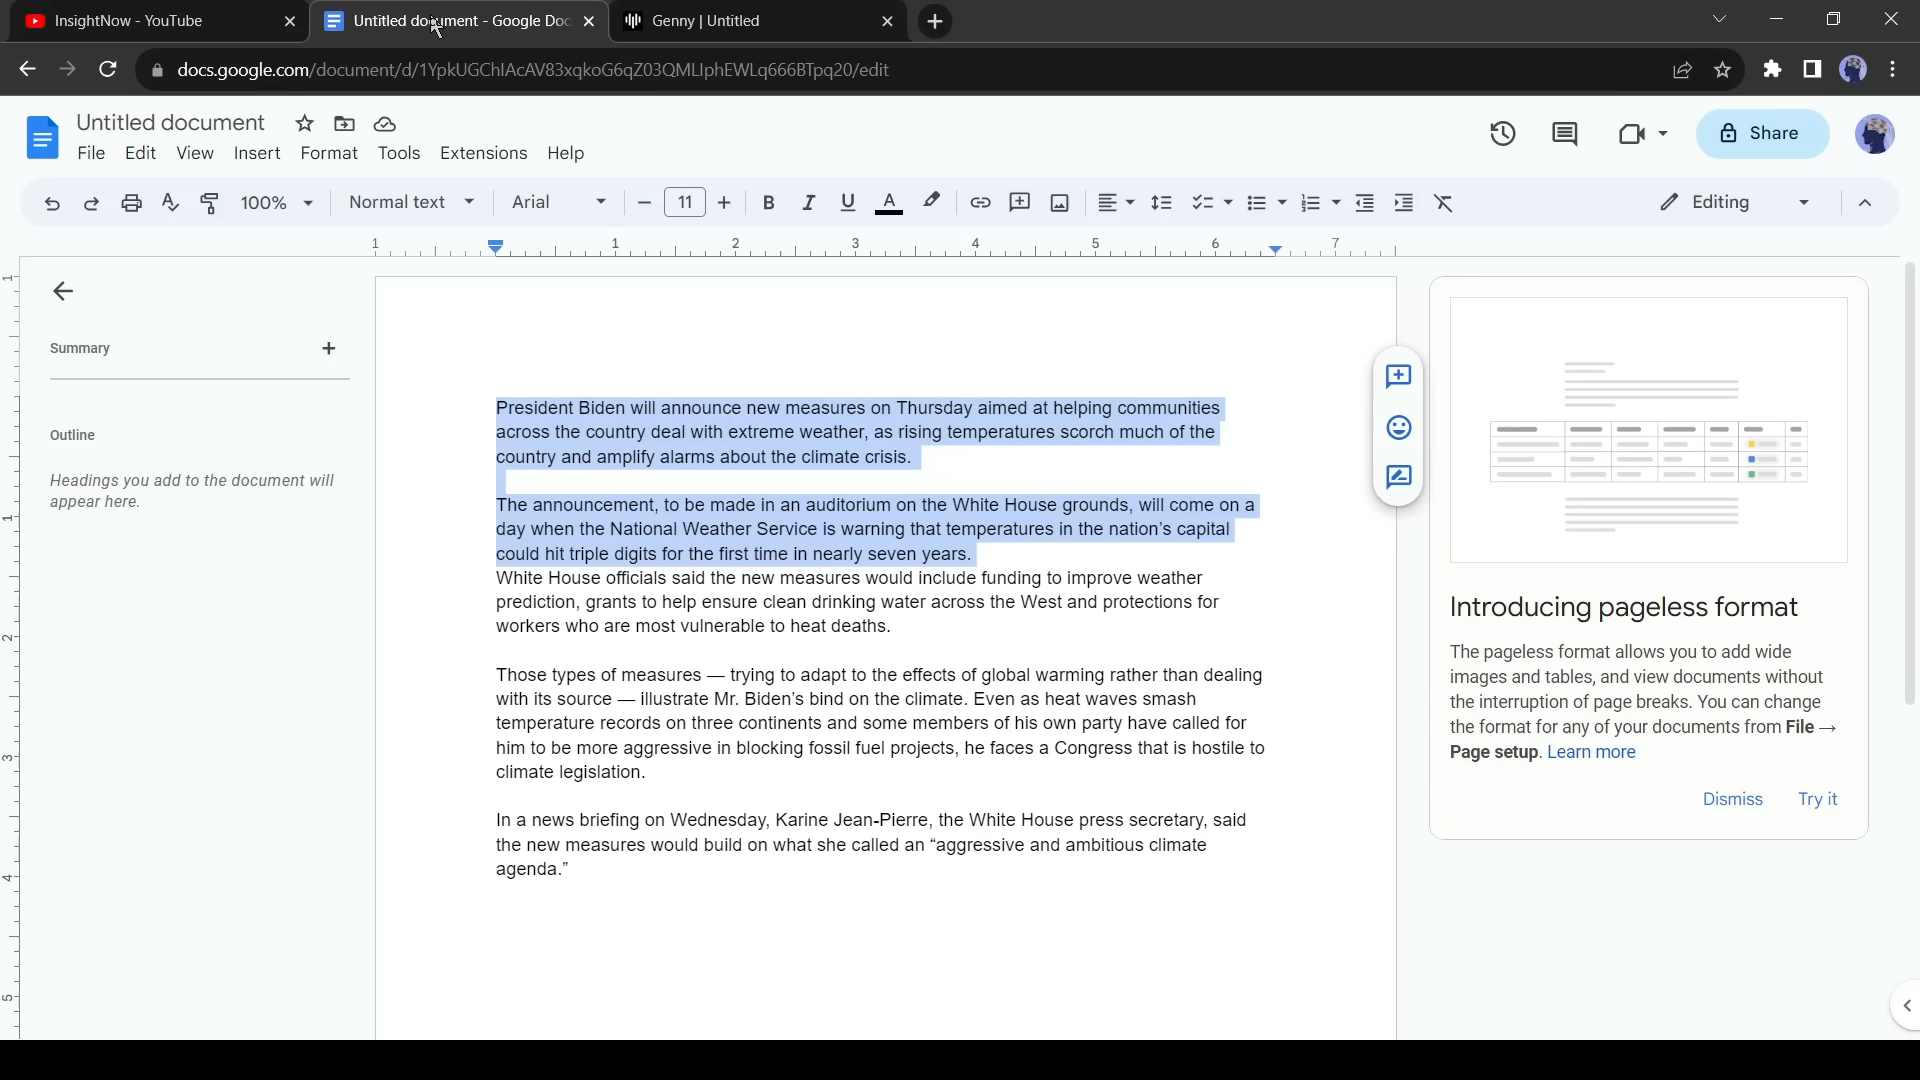 InsightNow - YouTube
Untitled document - Google Doc
Genny | Untitled
docs.google.com/document/d/1YpkUGChIAcAV83xqkoG6qZ03QMLIphEWLq666BTpq20/edit
Untitled document
File Edit View Insert Format Tools Extensions Help
Share
100% Normal text Arial 11 Editing
1 1 2 3 4 5 6 7
Summary
Outline
Headings you add to the document will
appear here.
1
1
2
3
4
5
President Biden will announce new measures on Thursday aimed at helping communities
across the country deal with extreme weather, as rising temperatures scorch much of the
country and amplify alarms about the climate crisis.
The announcement, to be made in an auditorium on the White House grounds, will come on a
day when the National Weather Service is warning that temperatures in the nation's capital
could hit triple digits for the first time in nearly seven years.
White House officials said the new measures would include funding to improve weather
prediction, grants to help ensure clean drinking water across the West and protections for
workers who are most vulnerable to heat deaths.
Those types of measures — trying to adapt to the effects of global warming rather than dealing
with its source — illustrate Mr. Biden's bind on the climate. Even as heat waves smash
temperature records on three continents and some members of his own party have called for
him to be more aggressive in blocking fossil fuel projects, he faces a Congress that is hostile to
climate legislation.
In a news briefing on Wednesday, Karine Jean-Pierre, the White House press secretary, said
the new measures would build on what she called an “aggressive and ambitious climate
agenda.”
Introducing pageless format
The pageless format allows you to add wide
images and tables, and view documents without
the interruption of page breaks. You can change
the format for any of your documents from File →
Page setup. Learn more
Dismiss Try it